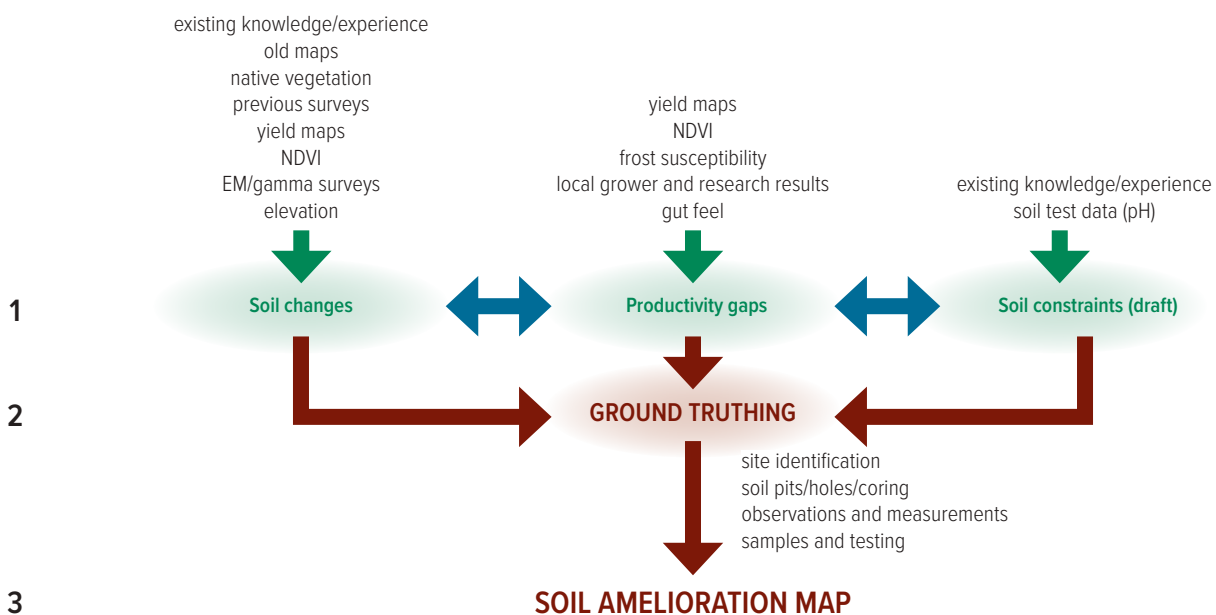 existing knowledge/experience
old maps
native vegetation
previous surveys
yield maps
NDVI
EM/gamma surveys
elevation
yield maps
NDVI
frost susceptibility
local grower and research results
gut feel
existing knowledge/experience
soil test data (pH)
1
Soil changes
Productivity gaps
Soil constraints (draft)
2
GROUND TRUTHING
site identification
soil pits/holes/coring
observations and measurements
samples and testing
3
SOIL AMELIORATION MAP